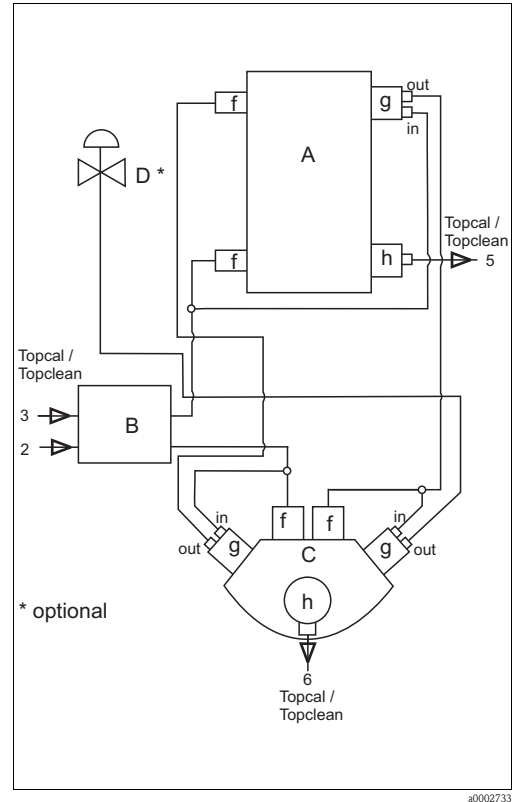 out
f
g
in
A
D *
Topcal /
Topclean
h
5
f
Topcal /
Topclean
3
B
2
in
f
f
in
out
g
C
g
out
h
* optional
6
Topcal /
Topclean
a0002733